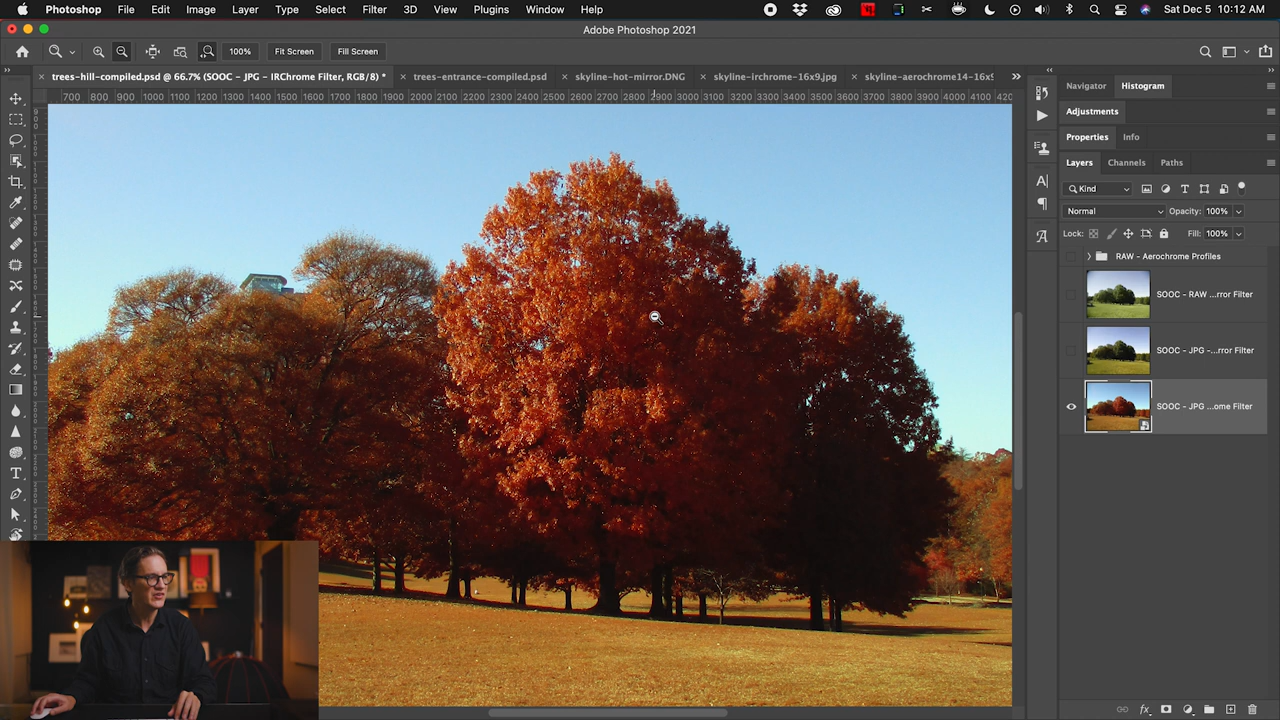 Photoshop File Edit Image Layer Type Select Filter 3D View Plugins Window Help Sat Dec 5 10:12 AM
Adobe Photoshop 2021
100% Fit Screen Fill Screen
trees-hill-compiled.psd @ 66.7% (SOOC - JPG - IRChrome Filter, RGB/8) * trees-entrance-compiled.psd skyline-hot-mirror.DNG skyline-irchrome-16x9.jpg skyline-aerochrome14-16x9
700 800 900 1000 1100 1200 1300 1400 1500 1600 1700 1800 1900 2000 2100 2200 2300 2400 2500 2600 2700 2800 2900 3000 3100 3200 3300 3400 3500 3600 3700 3800 3900 4000 4100 420
Navigator Histogram
Adjustments
Properties Info
Layers Channels Paths
Kind
Normal Opacity: 100%
Lock: Fill: 100%
RAW - Aerochrome Profiles
SOOC - RAW ...rror Filter
SOOC - JPG -...rror Filter
SOOC - JPG ...ome Filter